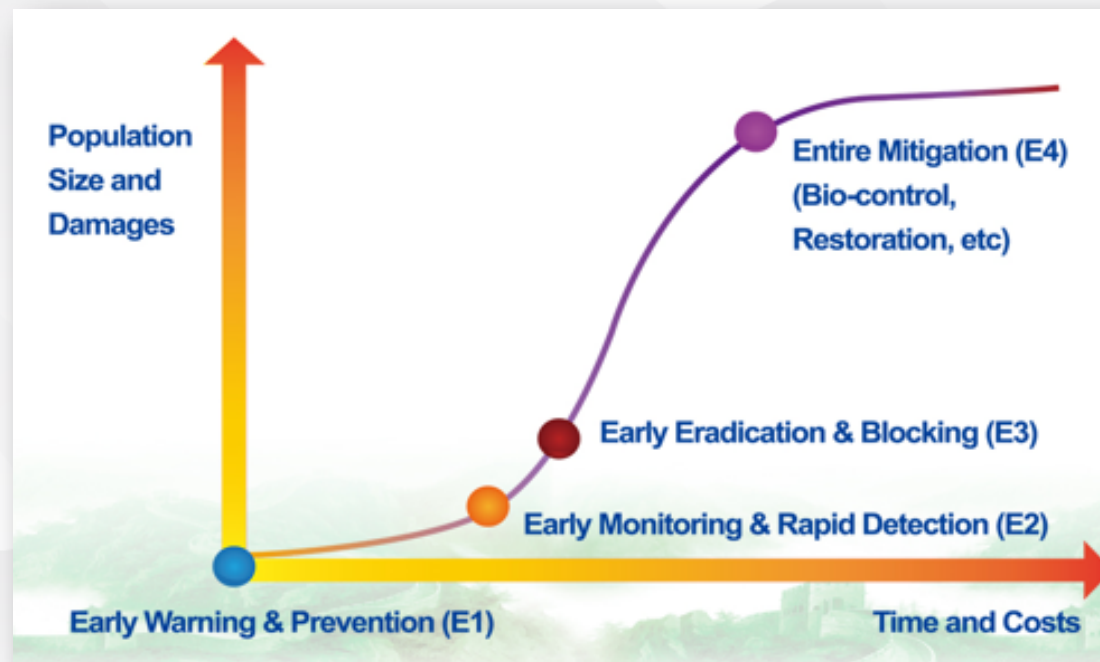 Population
Size and
Damages
Entire Mitigation (E4)
(Bio-control,
Restoration, etc)
Early Eradication & Blocking (E3)
Early Monitoring & Rapid Detection (E2)
Early Warning & Prevention (E1)
Time and Costs